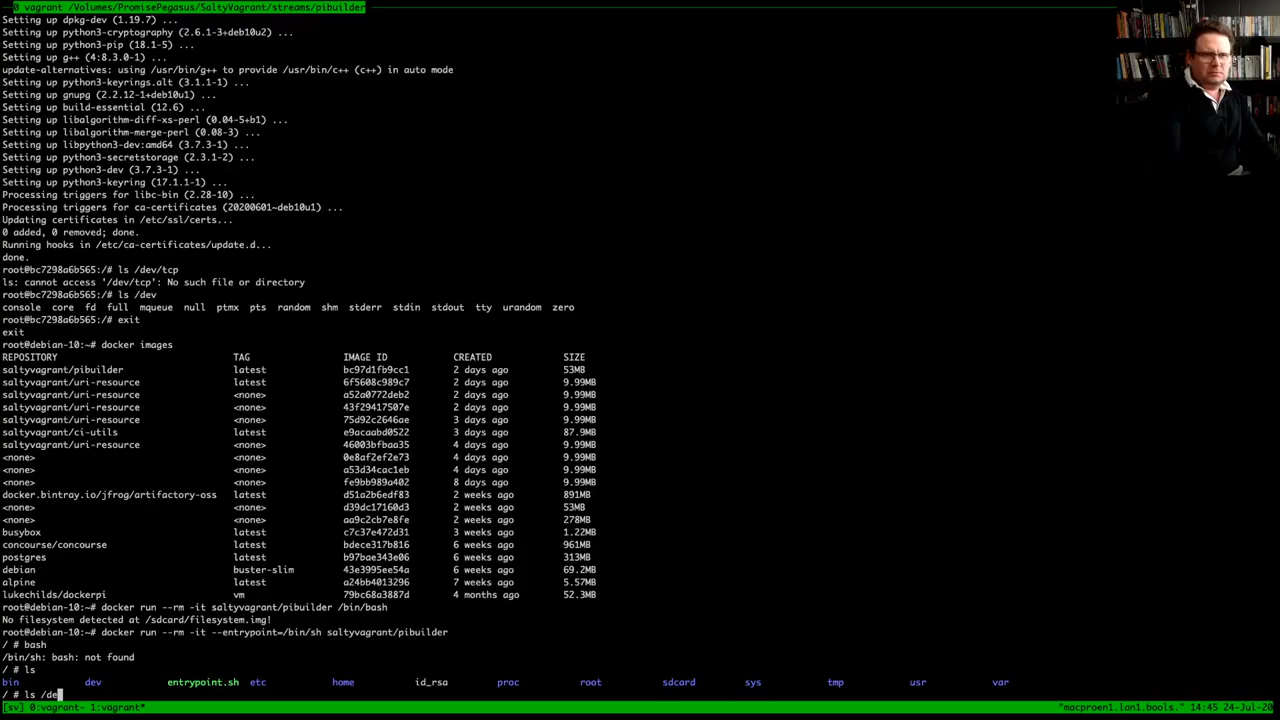 0 vagrant /Volumes/PromisePegasus/SaltyVagrant/streams/pibuilder
Setting up dpkg-dev (1.19.7) ...
Setting up python3-cryptography (2.6.1-3+deb10u2) ...
Setting up python3-pip (18.1-5) ...
Setting up g++ (4:8.3.0-1) ...
update-alternatives: using /usr/bin/g++ to provide /usr/bin/c++ (c++) in auto mode
Setting up python3-keyrings.alt (3.1.1-1) ...
Setting up gnupg (2.2.12-1+deb10u1) ...
Setting up build-essential (12.6) ...
Setting up libalgorithm-diff-xs-perl (0.04-5+b1) ...
Setting up libalgorithm-merge-perl (0.08-3) ...
Setting up libpython3-dev:amd64 (3.7.3-1) ...
Setting up python3-secretstorage (2.3.1-2) ...
Setting up python3-dev (3.7.3-1) ...
Setting up python3-keyring (17.1.1-1) ...
Processing triggers for libc-bin (2.28-10) ...
Processing triggers for ca-certificates (20200601~deb10u1) ...
Updating certificates in /etc/ssl/certs...
0 added, 0 removed; done.
Running hooks in /etc/ca-certificates/update.d...
done.
root@bc7298a6b565:/# ls /dev/tcp
ls: cannot access '/dev/tcp': No such file or directory
root@bc7298a6b565:/# ls /dev
console core fd full mqueue null ptmx pts random shm stderr stdin stdout tty urandom zero
root@bc7298a6b565:/# exit
exit
root@debian-10:~# docker images
REPOSITORY TAG IMAGE ID CREATED SIZE
saltyvagrant/pibuilder latest bc97d1fb9cc1 2 days ago 53MB
saltyvagrant/uri-resource latest 6f5608c989c7 2 days ago 9.99MB
saltyvagrant/uri-resource <none> a52a0772deb2 2 days ago 9.99MB
saltyvagrant/uri-resource <none> 43f29417507e 2 days ago 9.99MB
saltyvagrant/uri-resource <none> 75d92c2646ae 3 days ago 9.99MB
saltyvagrant/ci-utils latest e9acaabd0522 3 days ago 87.9MB
saltyvagrant/uri-resource <none> 46003bfbaa35 4 days ago 9.99MB
<none> <none> 0e8af2ef2e73 4 days ago 9.99MB
<none> <none> a53d34cac1eb 4 days ago 9.99MB
<none> <none> fe9bb989a402 8 days ago 9.99MB
docker.bintray.io/jfrog/artifactory-oss latest d51a2b6edf83 2 weeks ago 891MB
<none> <none> d39dc17160d3 2 weeks ago 53MB
<none> <none> aa9c2cb7e8fe 2 weeks ago 278MB
busybox latest c7c37e472d31 3 weeks ago 1.22MB
concourse/concourse latest bdece317b816 6 weeks ago 961MB
postgres latest b97bae343e06 6 weeks ago 313MB
debian buster-slim 43e3995ee54a 6 weeks ago 69.2MB
alpine latest a24bb4013296 7 weeks ago 5.57MB
lukechilds/dockerpi vm 79bc68a3887d 4 months ago 52.3MB
root@debian-10:~# docker run --rm -it saltyvagrant/pibuilder /bin/bash
No filesystem detected at /sdcard/filesystem.img!
root@debian-10:~# docker run --rm -it --entrypoint=/bin/sh saltyvagrant/pibuilder
/ # bash
/bin/sh: bash: not found
/ # ls
bin dev entrypoint.sh etc home id_rsa proc root sdcard sys tmp usr var
/ # ls /de
[sv] 0:vagrant- 1:vagrant* "macproen1.lan1.bools." 14:45 24-Jul-20